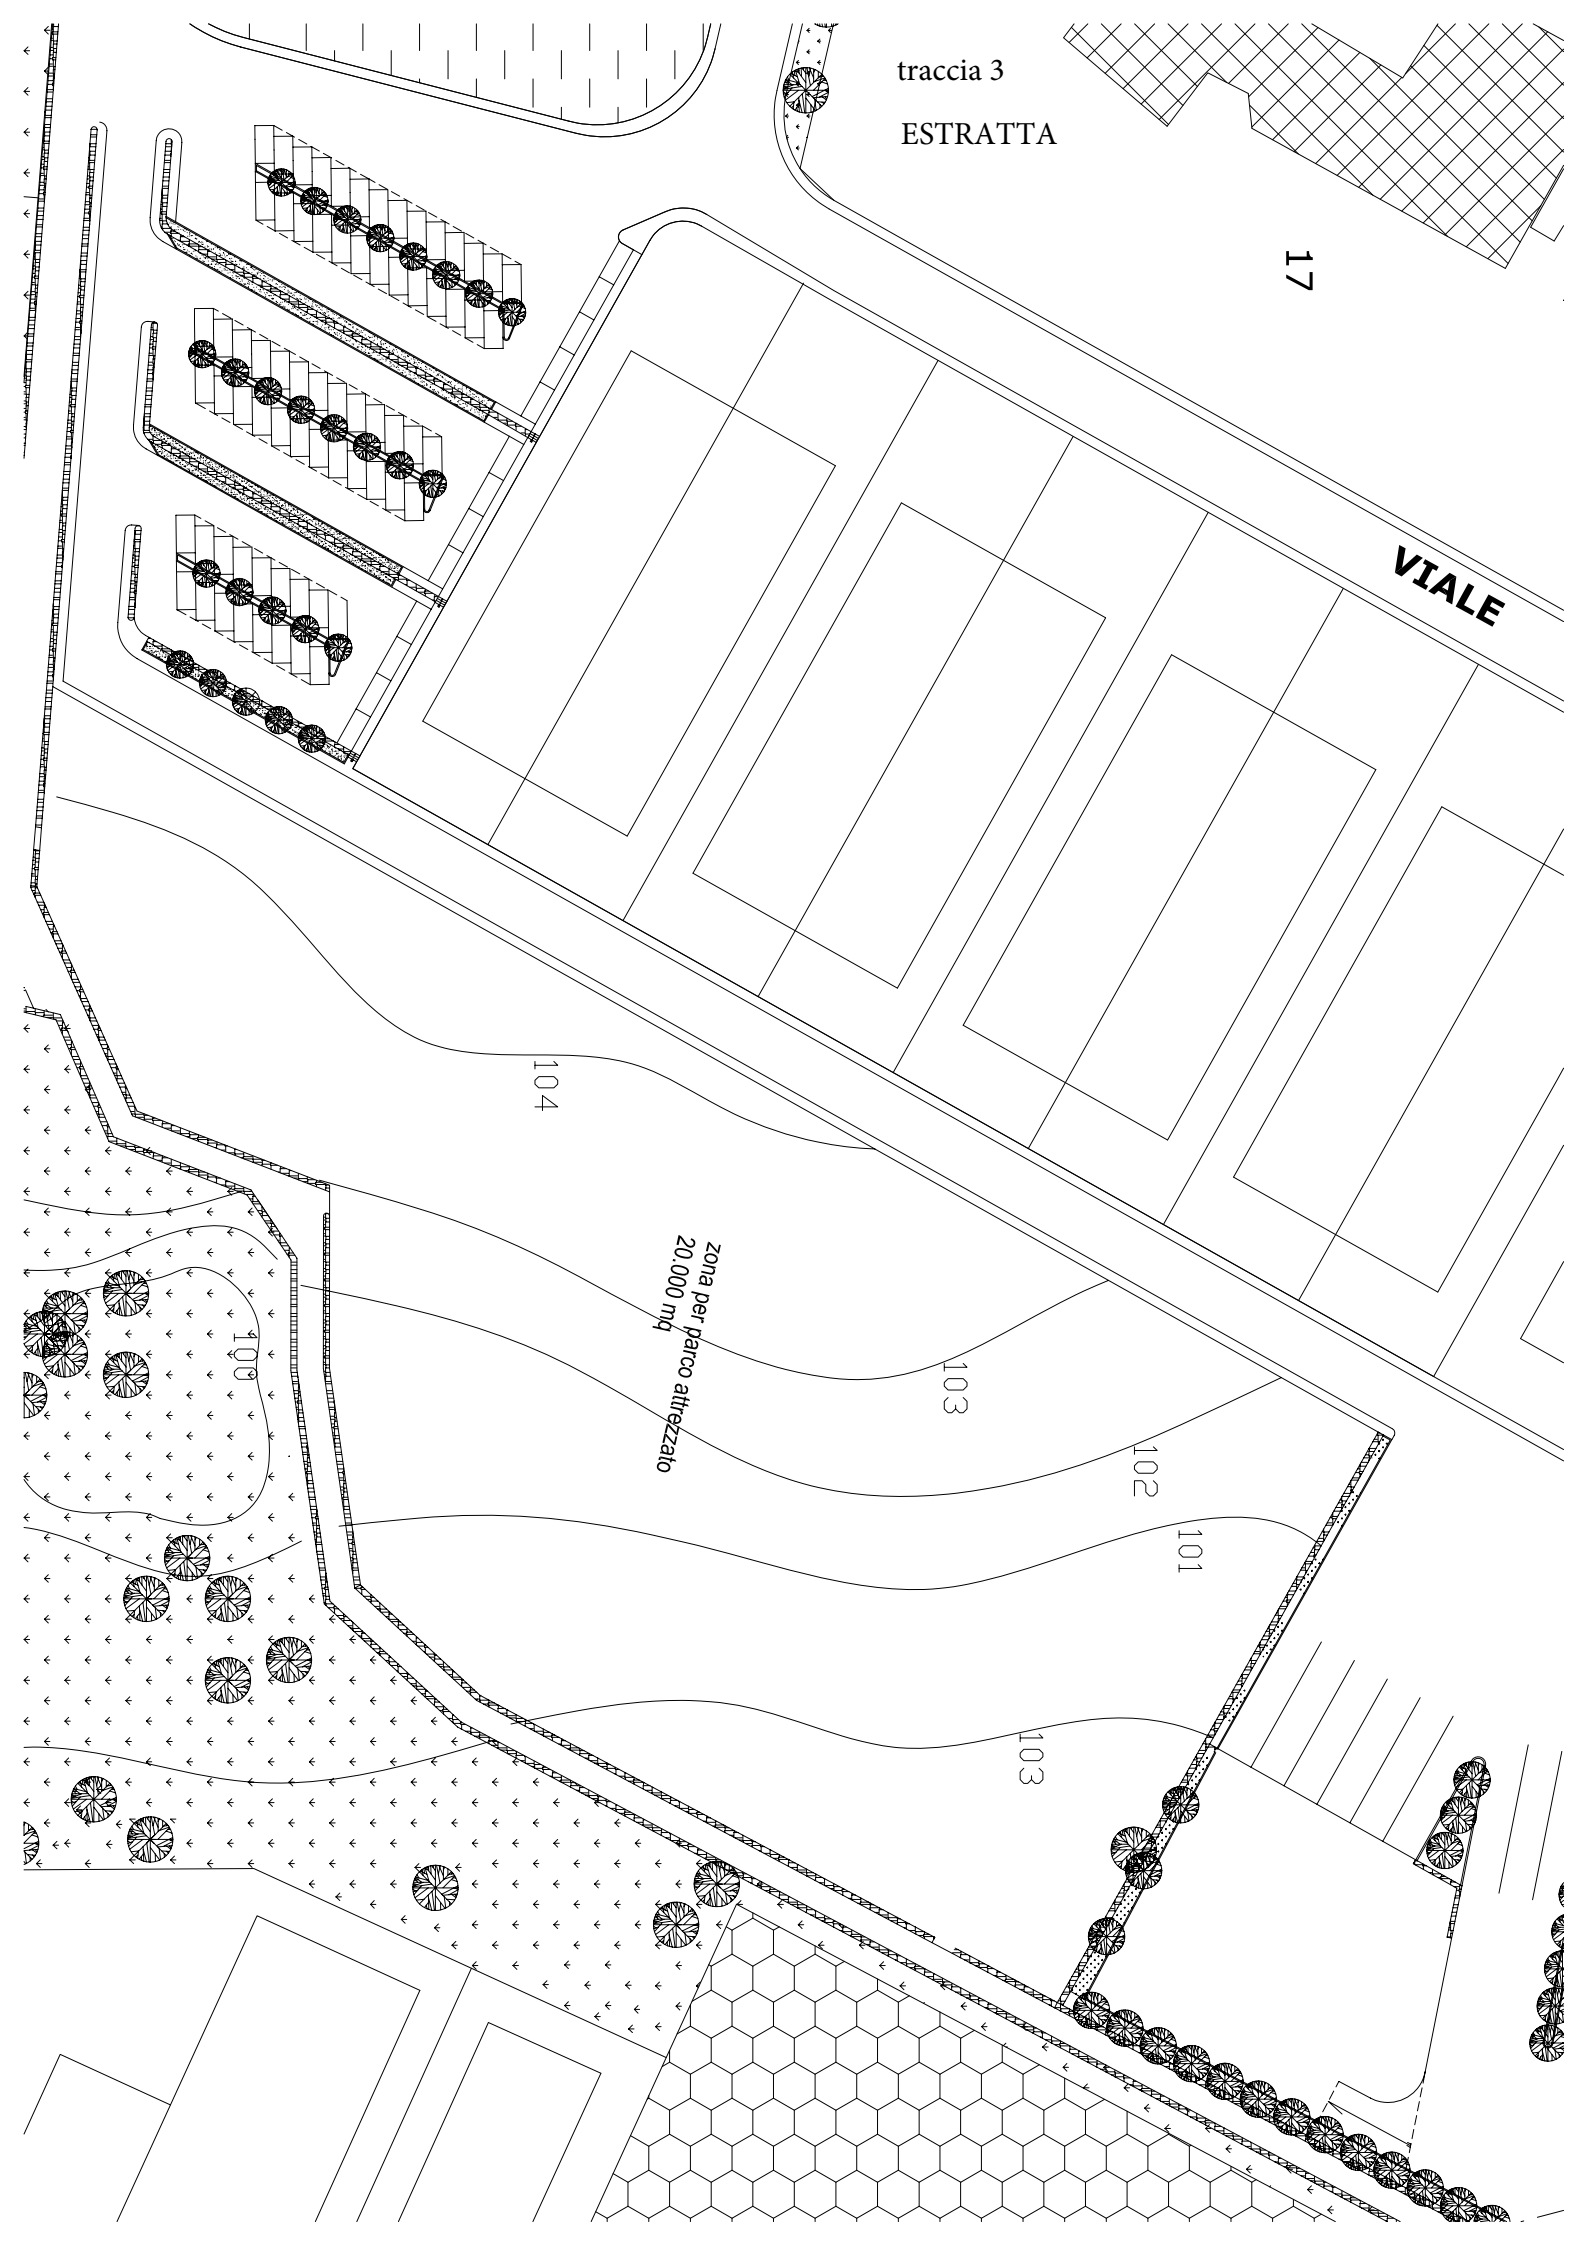 traccia 3
ESTRATTA
17
VIALE
104
zona per parco attrezzato
20.000 mq
100
103
102
101
103